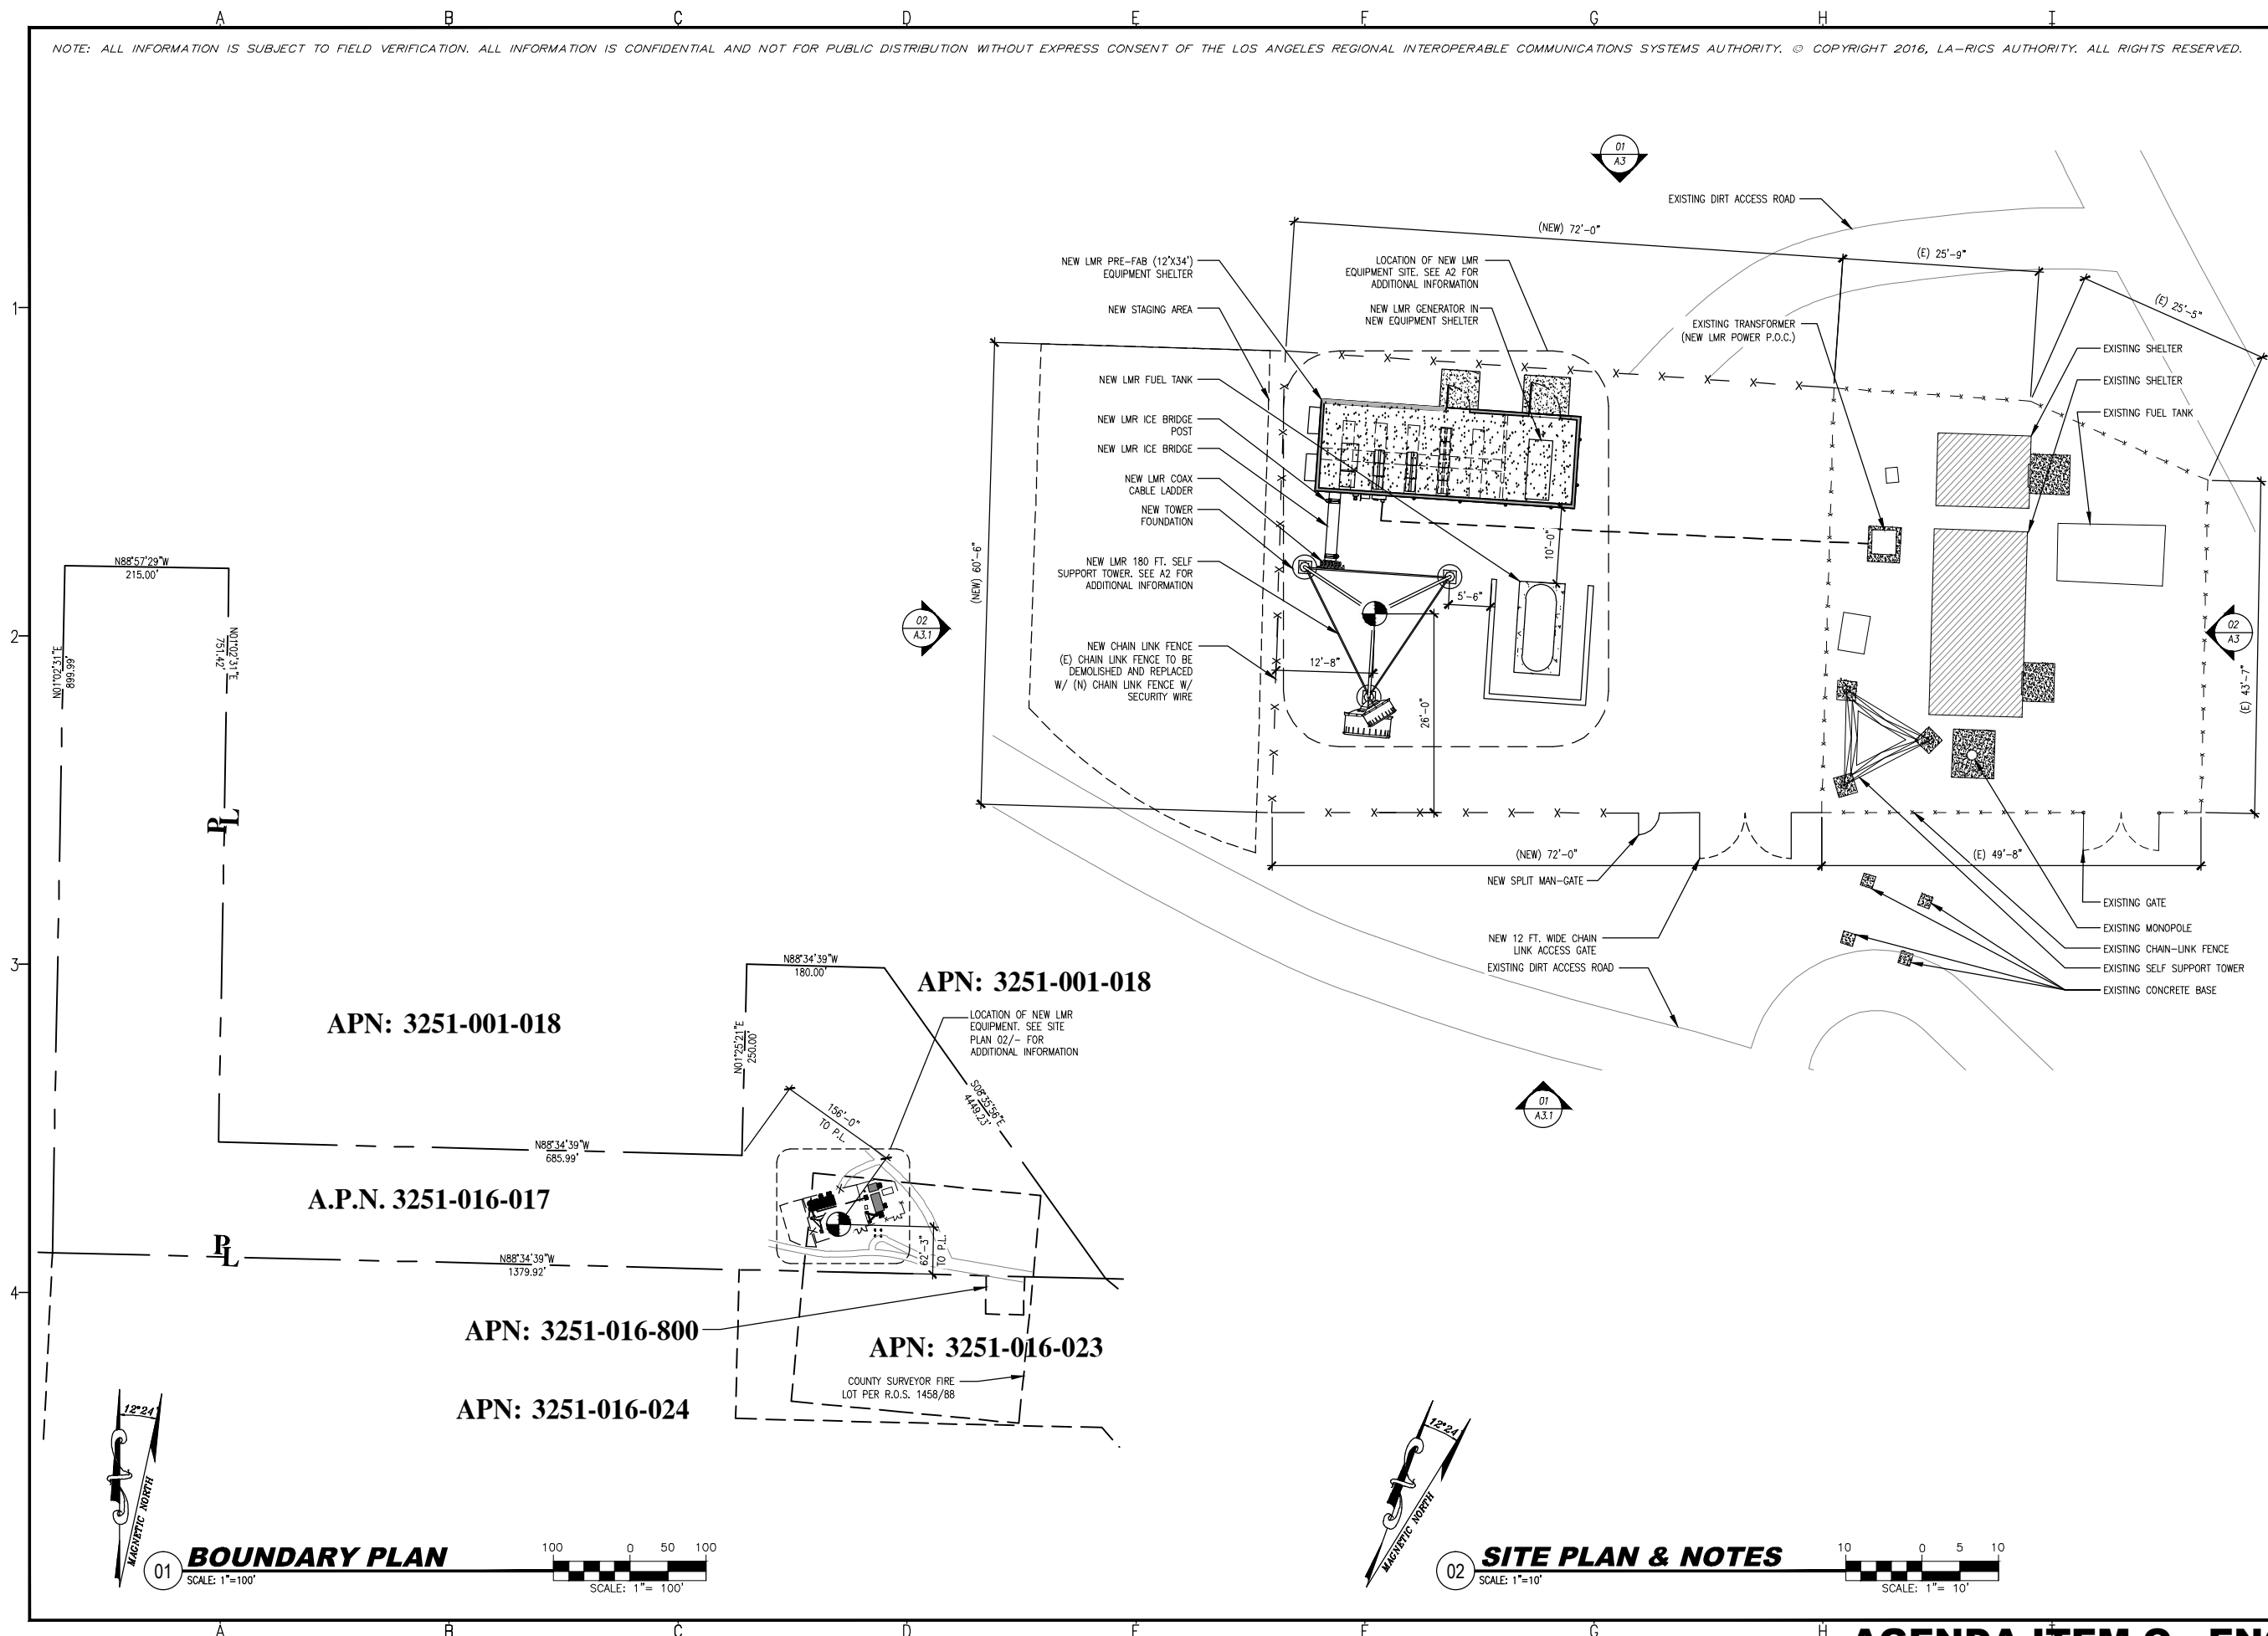 A B C D E F G H I
NOTE: ALL INFORMATION IS SUBJECT TO FIELD VERIFICATION. ALL INFORMATION IS CONFIDENTIAL AND NOT FOR PUBLIC DISTRIBUTION WITHOUT EXPRESS CONSENT OF THE LOS ANGELES REGIONAL INTEROPERABLE COMMUNICATIONS SYSTEMS AUTHORITY. © COPYRIGHT 2016, LA-RICS AUTHORITY. ALL RIGHTS RESERVED.
1
2
3
4
01
A3
EXISTING DIRT ACCESS ROAD
(NEW) 72'-0"
(E) 25'-9"
(E) 25'-5"
NEW LMR PRE-FAB (12'X34')
EQUIPMENT SHELTER
NEW STAGING AREA
LOCATION OF NEW LMR
EQUIPMENT SITE. SEE A2 FOR
ADDITIONAL INFORMATION
NEW LMR GENERATOR IN
NEW EQUIPMENT SHELTER
EXISTING TRANSFORMER
(NEW LMR POWER P.O.C.)
EXISTING SHELTER
EXISTING SHELTER
EXISTING FUEL TANK
NEW LMR FUEL TANK
NEW LMR ICE BRIDGE
POST
NEW LMR ICE BRIDGE
NEW LMR COAX
CABLE LADDER
NEW TOWER
FOUNDATION
NEW LMR 180 FT. SELF
SUPPORT TOWER. SEE A2 FOR
ADDITIONAL INFORMATION
NEW CHAIN LINK FENCE
(E) CHAIN LINK FENCE TO BE
DEMOLISHED AND REPLACED
W/ (N) CHAIN LINK FENCE W/
SECURITY WIRE
(NEW) 60'-6"
10'-0"
5'-6"
12'-8"
26'-0"
(E) 43'-7"
02
A3.1
02
A3
(NEW) 72'-0"
(E) 49'-8"
NEW SPLIT MAN-GATE
NEW 12 FT. WIDE CHAIN
LINK ACCESS GATE
EXISTING DIRT ACCESS ROAD
EXISTING GATE
EXISTING MONOPOLE
EXISTING CHAIN-LINK FENCE
EXISTING SELF SUPPORT TOWER
EXISTING CONCRETE BASE
01
A3.1
N88°57'29"W
215.00'
N01°02'31"E
899.99'
N01°02'31"E
751.42'
PL
N88°34'39"W
180.00'
APN: 3251-001-018
APN: 3251-001-018
LOCATION OF NEW LMR
EQUIPMENT. SEE SITE
PLAN 02/- FOR
ADDITIONAL INFORMATION
N01°25'21"E
250.00'
156'-0"
TO P.L.
S08°35'56"E
4449.23'
N88°34'39"W
685.99'
A.P.N. 3251-016-017
PL
N88°34'39"W
1379.92'
62'-3"
TO P.L.
APN: 3251-016-800
APN: 3251-016-023
COUNTY SURVEYOR FIRE
LOT PER R.O.S. 1458/88
APN: 3251-016-024
12°24'
MAGNETIC NORTH
01
BOUNDARY PLAN
SCALE: 1"=100'
100 0 50 100
SCALE: 1"= 100'
12°24'
MAGNETIC NORTH
02
SITE PLAN & NOTES
SCALE: 1"=10'
10 0 5 10
SCALE: 1"= 10'
A B C D E F G H I